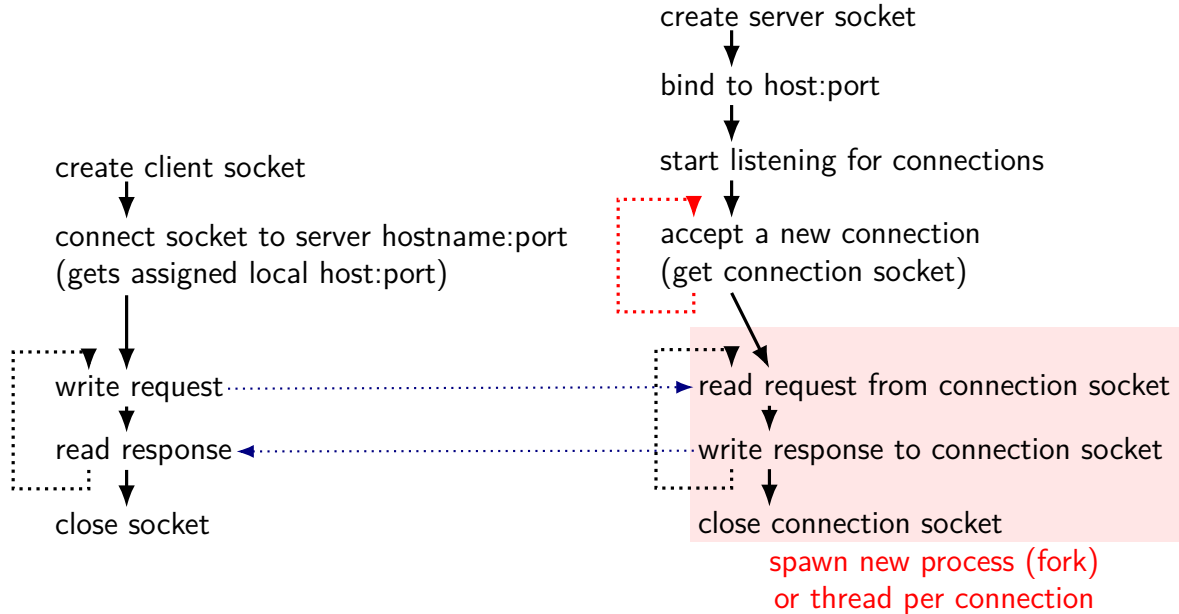 create server socket
bind to host:port
start listening for connections
accept a new connection
(get connection socket)
create client socket
connect socket to server hostname:port
(gets assigned local host:port)
write request
read response
close socket
read request from connection socket
write response to connection socket
close connection socket
spawn new process (fork)
or thread per connection